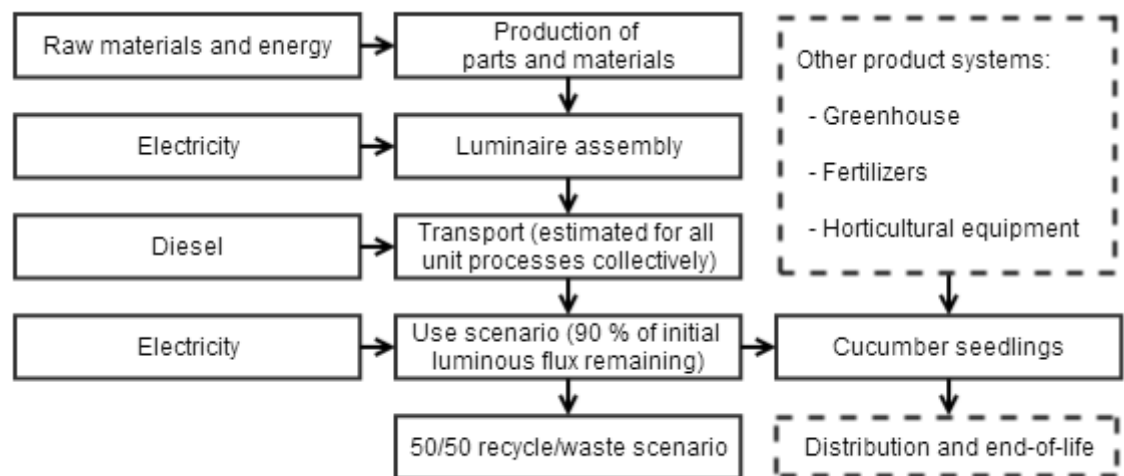 Raw materials and energy
Production of
parts and materials
Other product systems:
- Greenhouse
- Fertilizers
- Horticultural equipment
Electricity
Luminaire assembly
Diesel
Transport (estimated for all
unit processes collectively)
Electricity
Use scenario (90 % of initial
luminous flux remaining)
Cucumber seedlings
50/50 recycle/waste scenario
Distribution and end-of-life